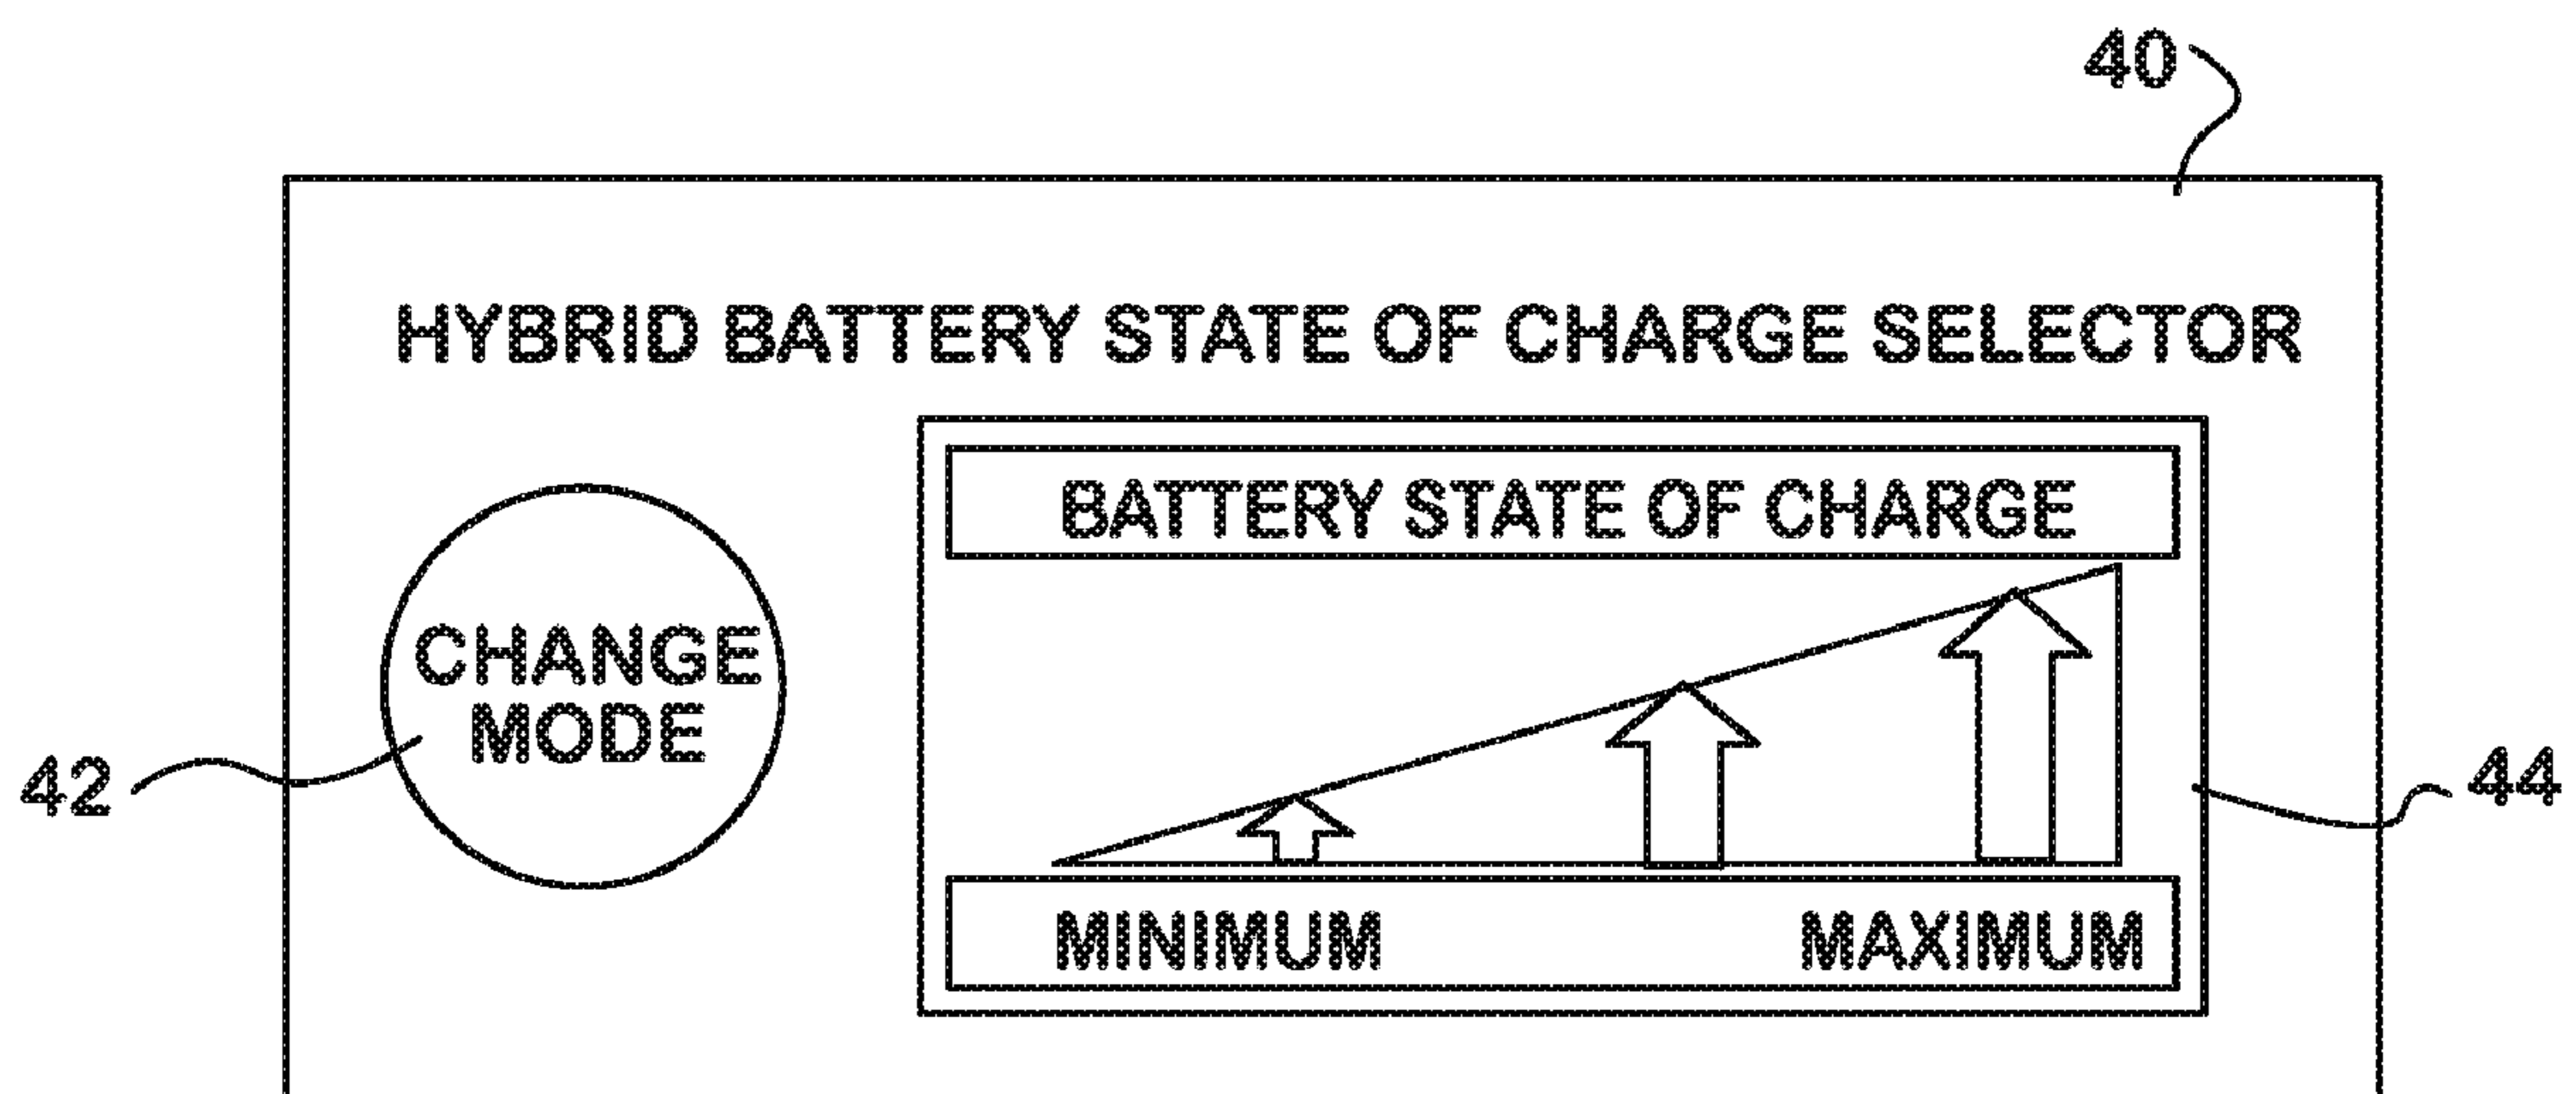 40
HYBRID BATTERY STATE OF CHARGE SELECTOR
BATTERY STATE OF CHARGE
CHANGE
MODE
42
44
MINIMUM MAXIMUM